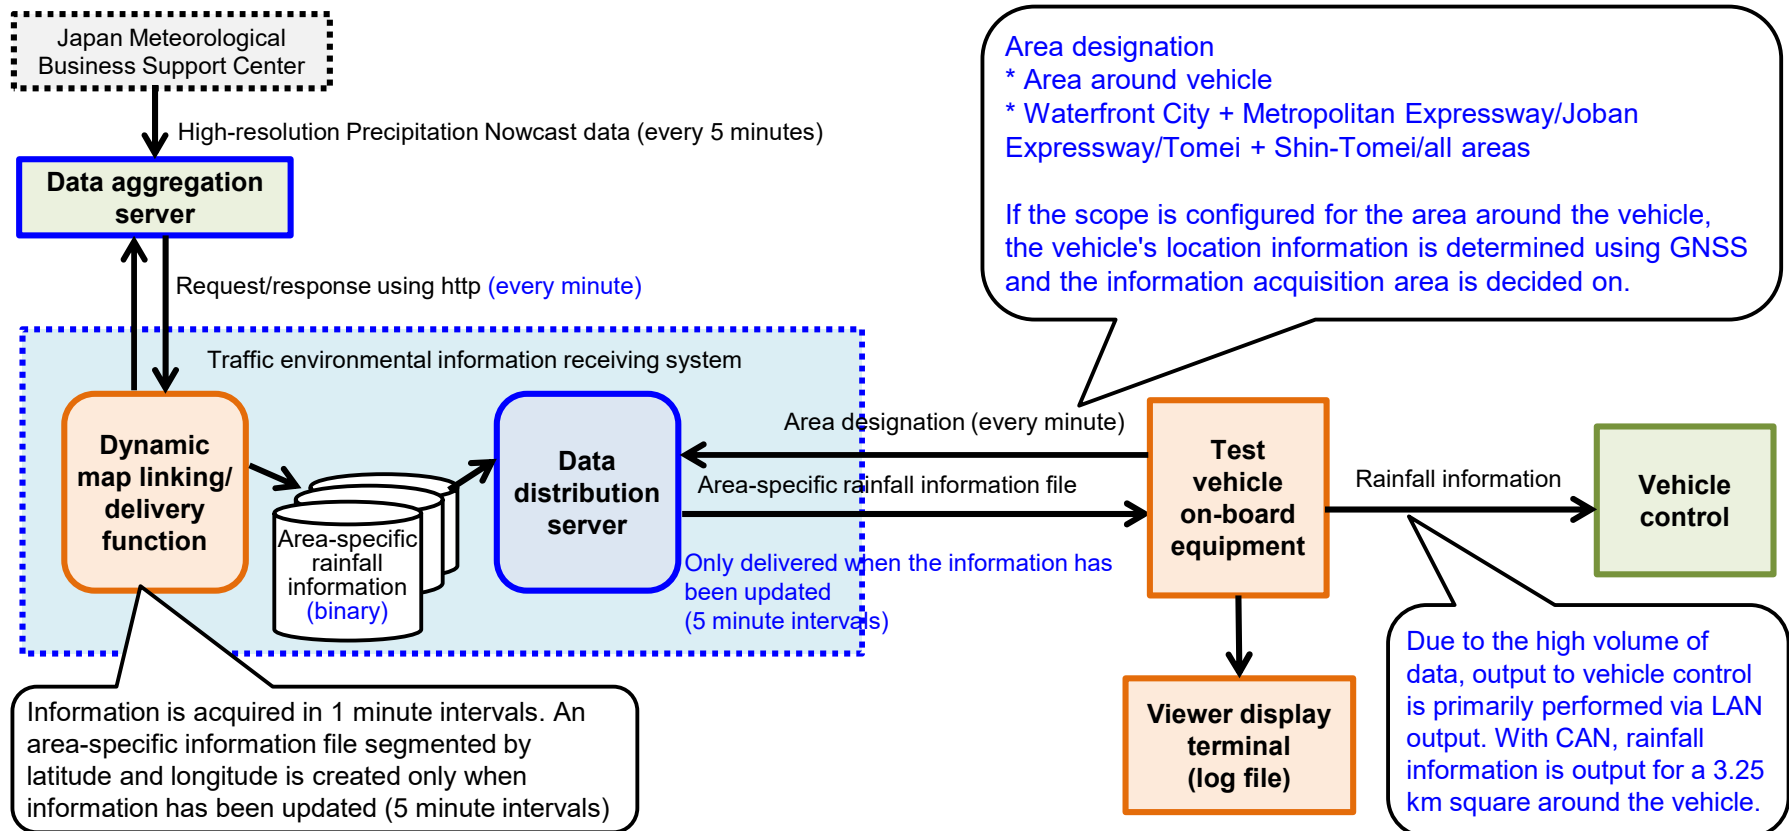 Japan Meteorological
Business Support Center
High-resolution Precipitation Nowcast data (every 5 minutes)
Data aggregation
server
Request/response using http (every minute)
Traffic environmental information receiving system
Dynamic
map linking/
delivery
function
Area-specific
rainfall
information
(binary)
Data
distribution
server
Area designation
* Area around vehicle
* Waterfront City + Metropolitan Expressway/Joban
Expressway/Tomei + Shin-Tomei/all areas
If the scope is configured for the area around the vehicle,
the vehicle's location information is determined using GNSS
and the information acquisition area is decided on.
Area designation (every minute)
Area-specific rainfall information file
Only delivered when the information has
been updated
(5 minute intervals)
Test
vehicle
on-board
equipment
Rainfall information
Vehicle
control
Viewer display
terminal
(log file)
Information is acquired in 1 minute intervals. An
area-specific information file segmented by
latitude and longitude is created only when
information has been updated (5 minute intervals)
Due to the high volume of
data, output to vehicle control
is primarily performed via LAN
output. With CAN, rainfall
information is output for a 3.25
km square around the vehicle.